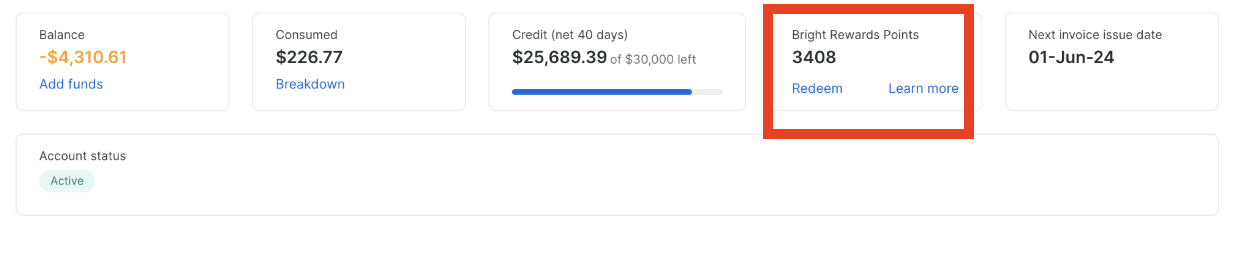 Balance
-$4,310.61
Add funds
Consumed
$226.77
Breakdown
Credit (net 40 days)
$25,689.39 of $30,000 left
Bright Rewards Points
3408
Redeem Learn more
Next invoice issue date
01-Jun-24
Account status
Active